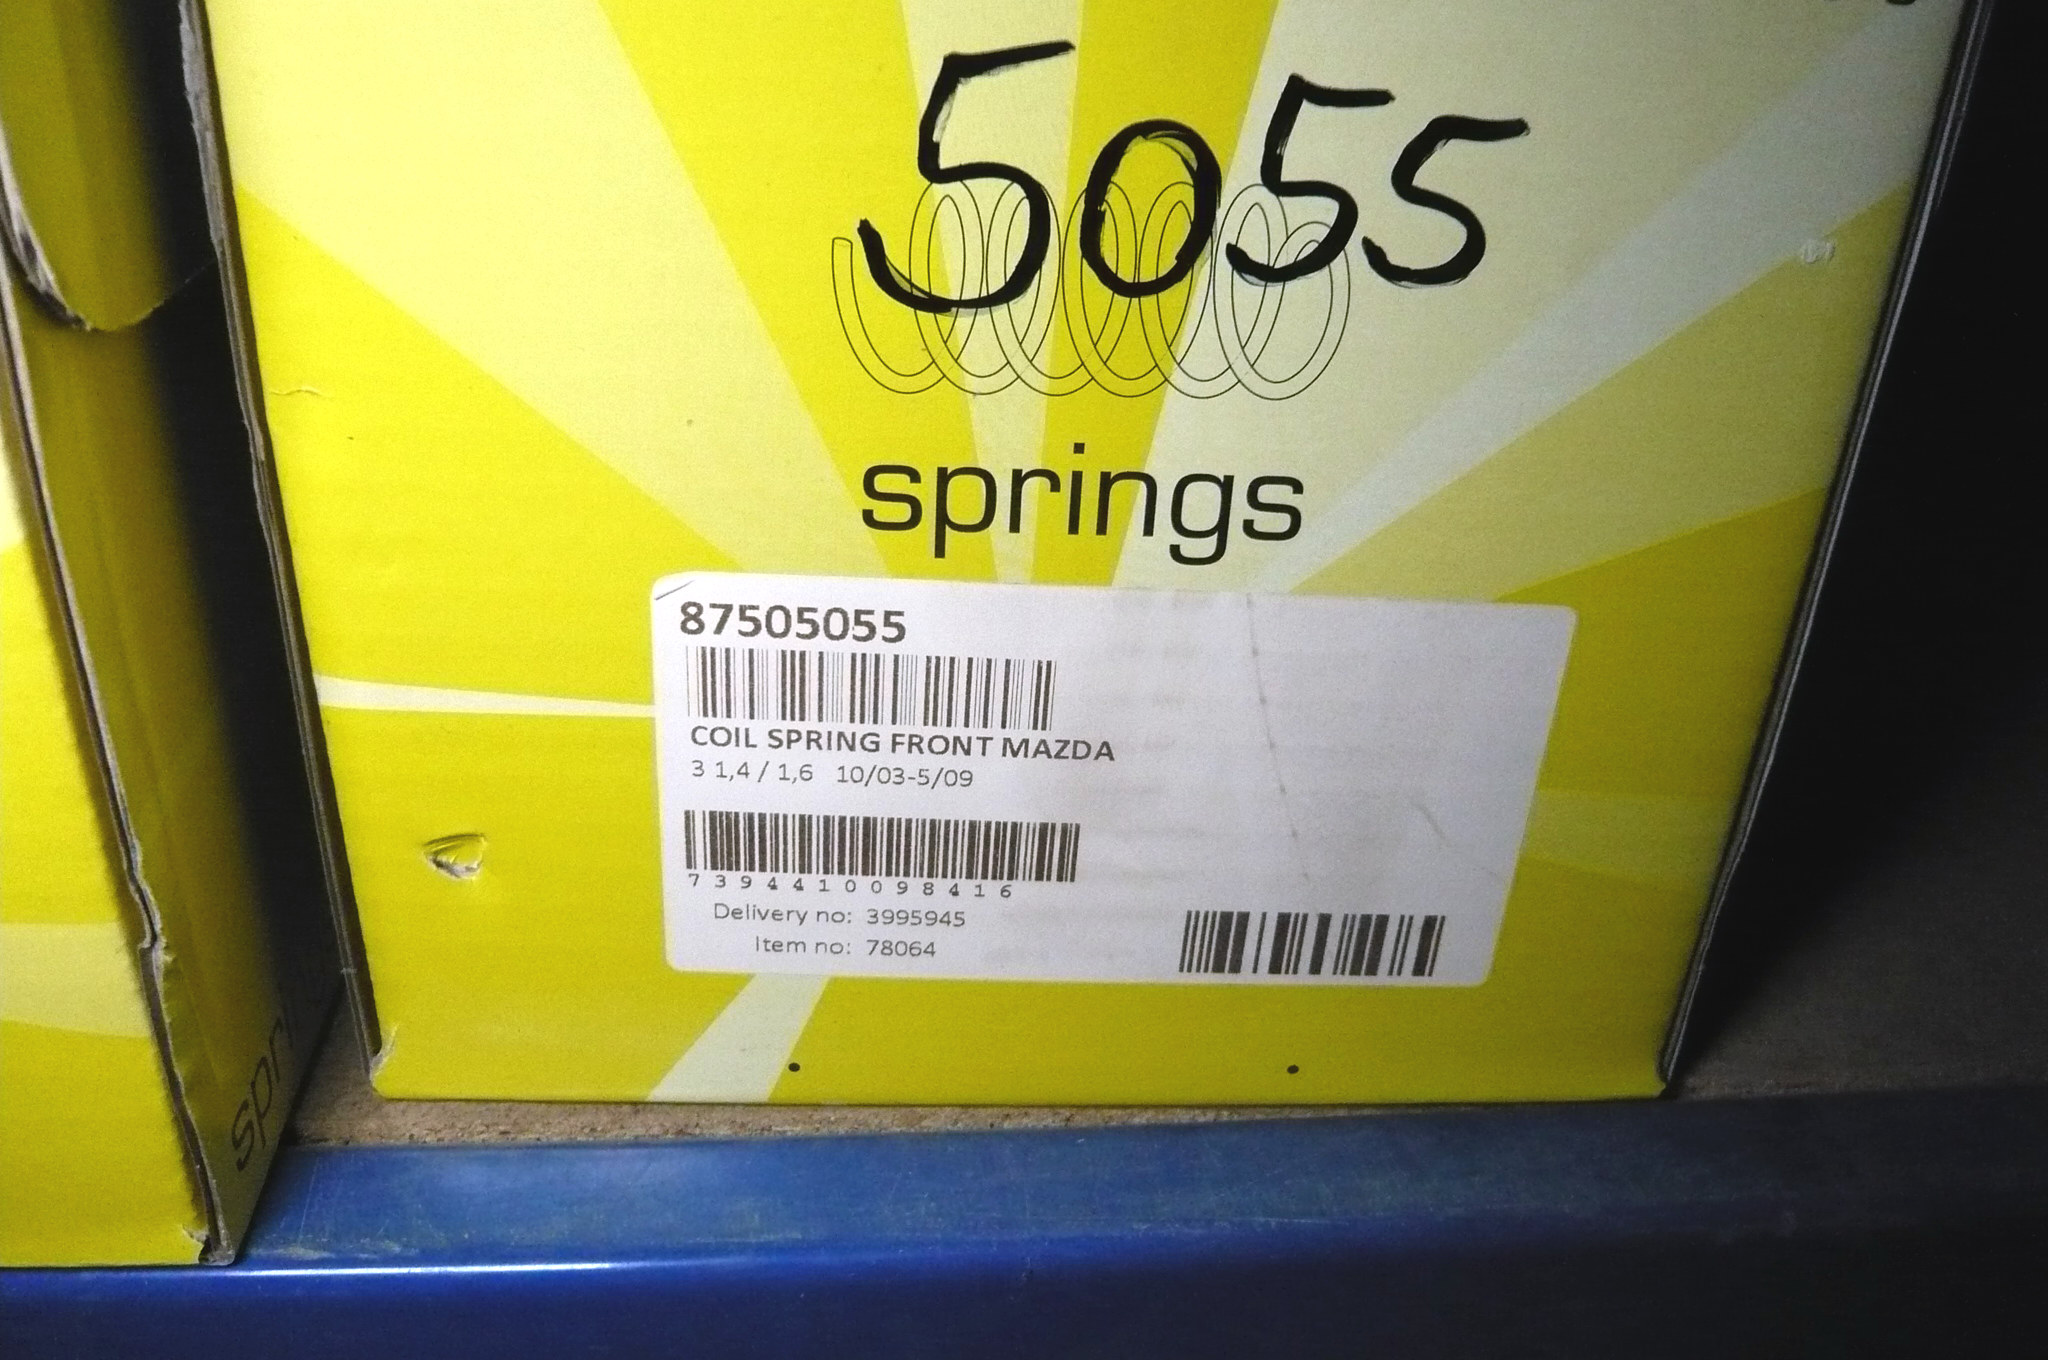 5055
springs
87505055
COIL SPRING FRONT MAZDA
3 1,4 / 1,6 10/03-5/09
7394410098416
Delivery no: 3995945
Item no: 78064